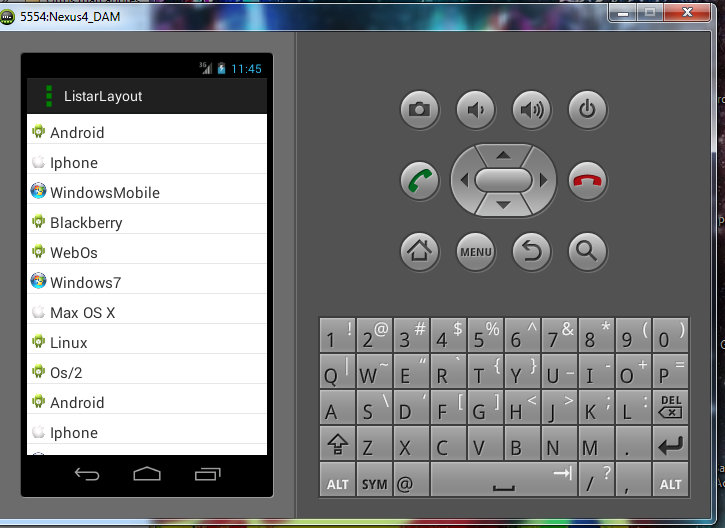 5554:Nexus4_DAM
3G 11:45
ListarLayout
Android
Iphone
WindowsMobile
Blackberry
WebOs
Windows7
Max OS X
Linux
Os/2
Android
Iphone
MENU
1 ! 2 @ 3 # 4 $ 5 % 6 ^ 7 & 8 * 9 ( 0 )
Q | W ~ E “ R ` T { Y } U _ I - O + P =
A S \ D ‘ F [ G ] H < J > K ; L : DEL
Z X C V B N M .
ALT SYM @ / ? , ALT